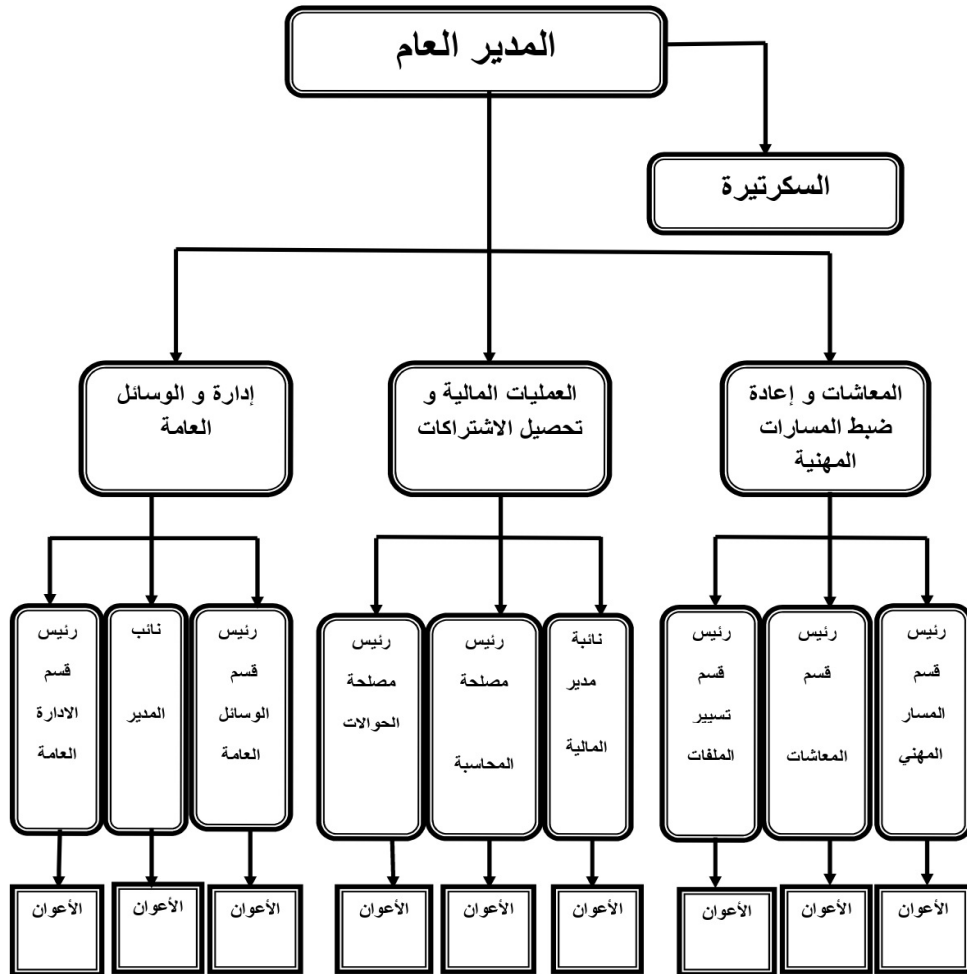 المدير العام
السكرتيرة
المعاشات و إعادة
ضبط المسارات
المهنية
العمليات المالية و
تحصيل الاشتراكات
إدارة و الوسائل
العامة
رئيس
قسم
المسار
المهني
رئيس
قسم
المعاشات
رئيس
قسم
تسيير
الملفات
نائبة
مدير
المالية
رئيس
مصلحة
المحاسبة
رئيس
مصلحة
الحوالات
رئيس
قسم
الوسائل
العامة
نائب
المدير
رئيس
قسم
الادارة
العامة
الأعوان
الأعوان
الأعوان
الأعوان
الأعوان
الأعوان
الأعوان
الأعوان
الأعوان